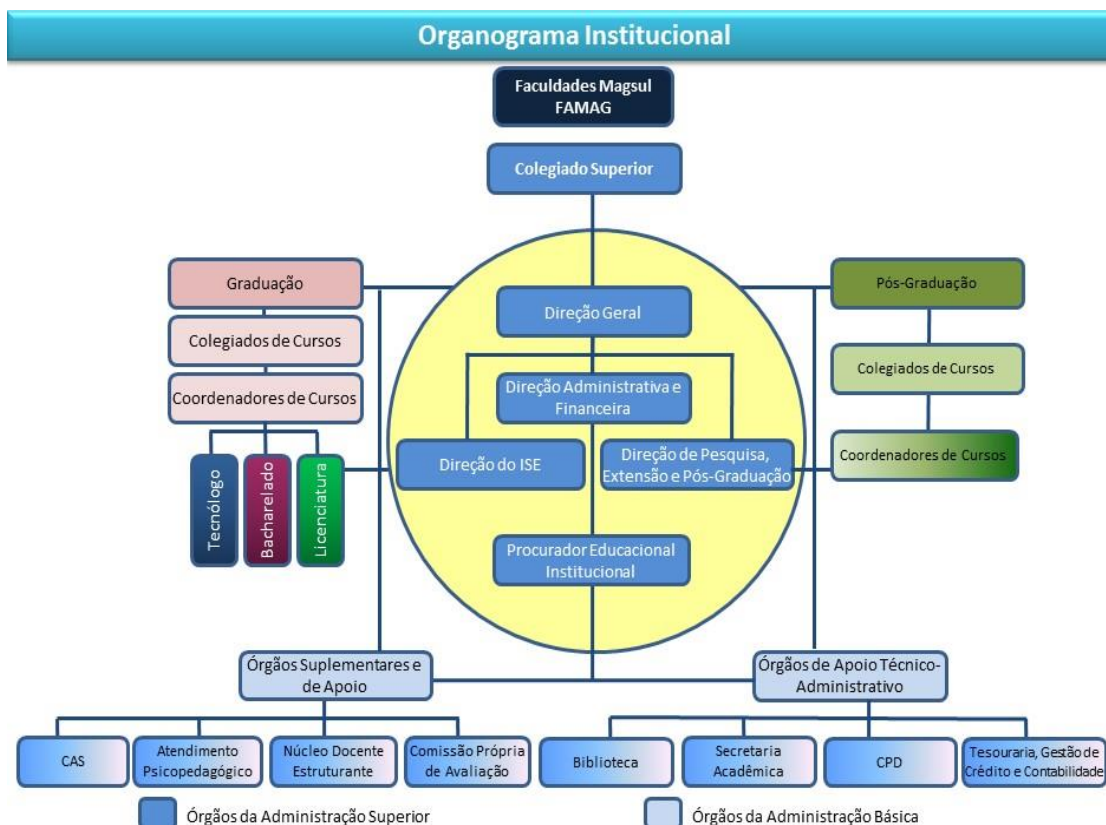 Organograma Institucional
Faculdades Magsul
FAMAG
Colegiado Superior
Graduação
Colegiados de Cursos
Coordenadores de Cursos
Tecnólogo
Bacharelado
Licenciatura
Direção Geral
Direção Administrativa e
Financeira
Direção do ISE
Direção de Pesquisa,
Extensão e Pós-Graduação
Procurador Educacional
Institucional
Pós-Graduação
Colegiados de Cursos
Coordenadores de Cursos
Órgãos Suplementares e
de Apoio
Órgãos de Apoio Técnico-
Administrativo
CAS
Atendimento
Psicopedagógico
Núcleo Docente
Estruturante
Comissão Própria
de Avaliação
Biblioteca
Secretaria
Acadêmica
CPD
Tesouraria, Gestão de
Crédito e Contabilidade
Órgãos da Administração Superior
Órgãos da Administração Básica